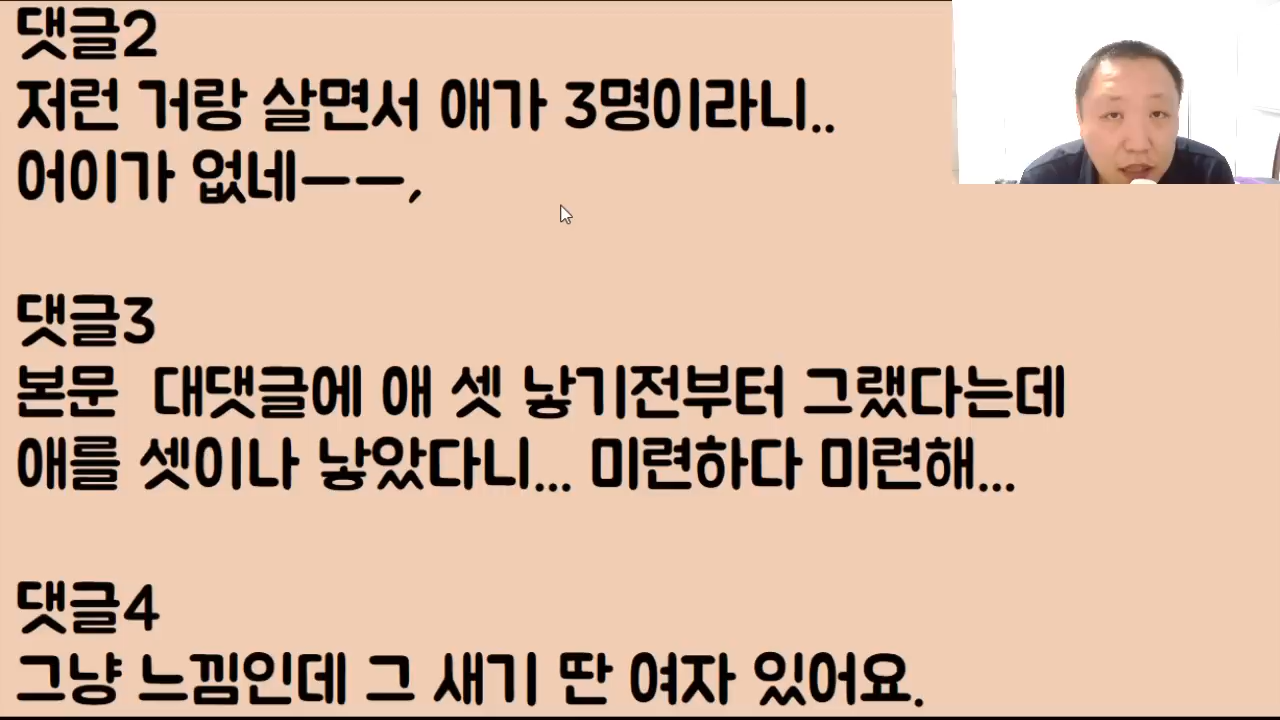 댓글2
저런 거랑 살면서 애가 3명이라니..
어이가 없네ㅡㅡ,
댓글3
본문 대댓글에 애 셋 낳기전부터 그랬다는데
애를 셋이나 낳았다니... 미련하다 미련해...
댓글4
그냥 느낌인데 그 새기 딴 여자 있어요.